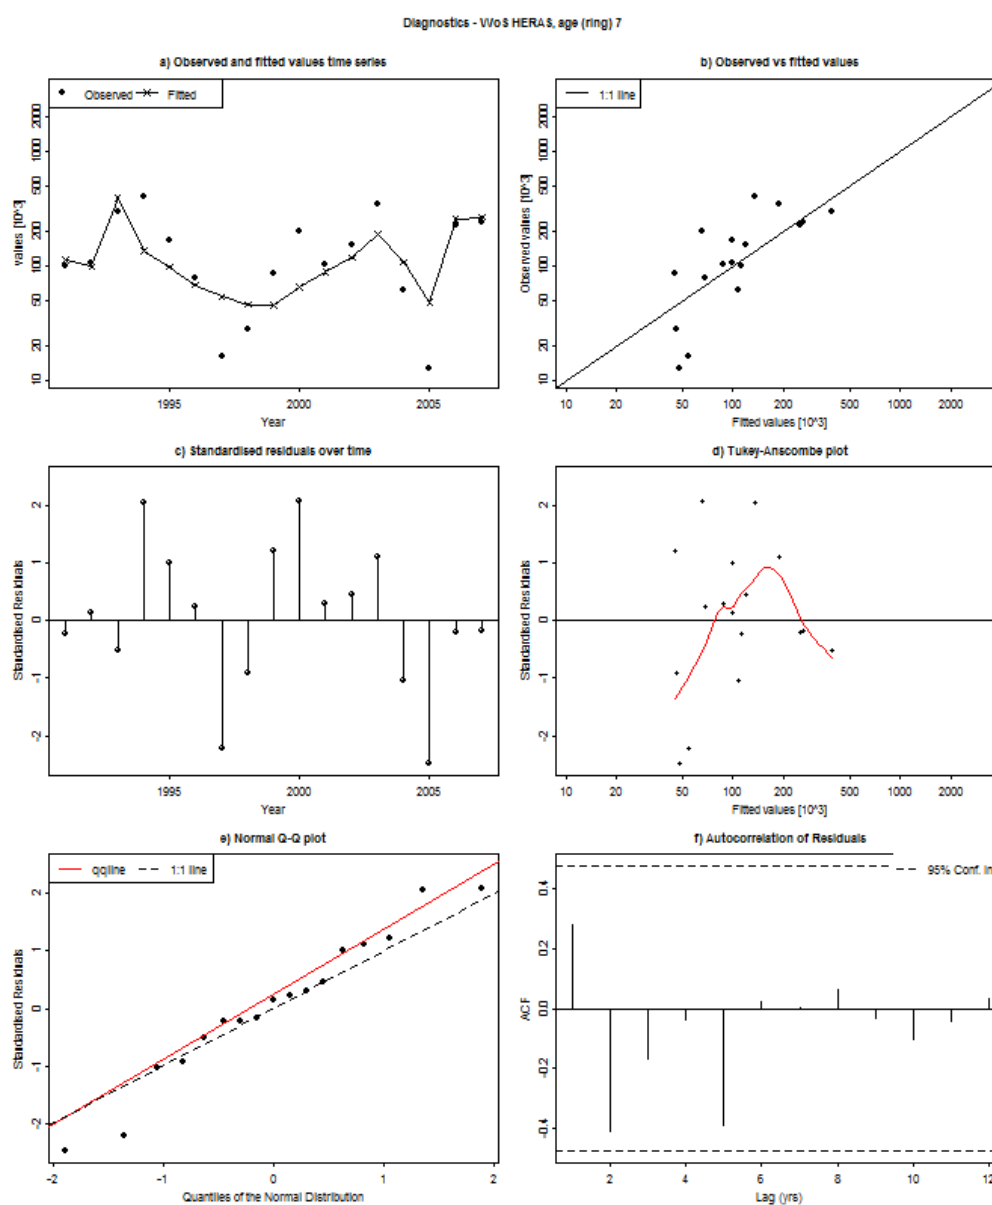 Diagnostics - WoS HERAS, age (ring) 7
a) Observed and fitted values time series
Observed Fitted
values [10^3]
10 20 50 100 200 500 1000 2000
1995 2000 2005
Year
b) Observed vs fitted values
1:1 line
Observed values [10^3]
10 20 50 100 200 500 1000 2000
10 20 50 100 200 500 1000 2000
Fitted values [10^3]
c) Standardised residuals over time
Standardised Residuals
-2 -1 0 1 2
1995 2000 2005
Year
d) Tukey-Anscombe plot
Standardised Residuals
-2 -1 0 1 2
10 20 50 100 200 500 1000 2000
Fitted values [10^3]
e) Normal Q-Q plot
qqline 1:1 line
Standardised Residuals
-2 -1 0 1 2
-2 -1 0 1 2
Quantiles of the Normal Distribution
f) Autocorrelation of Residuals
95% Conf. In
ACF
-0.4 -0.2 0.0 0.2 0.4
2 4 6 8 10 12
Lag (yrs)